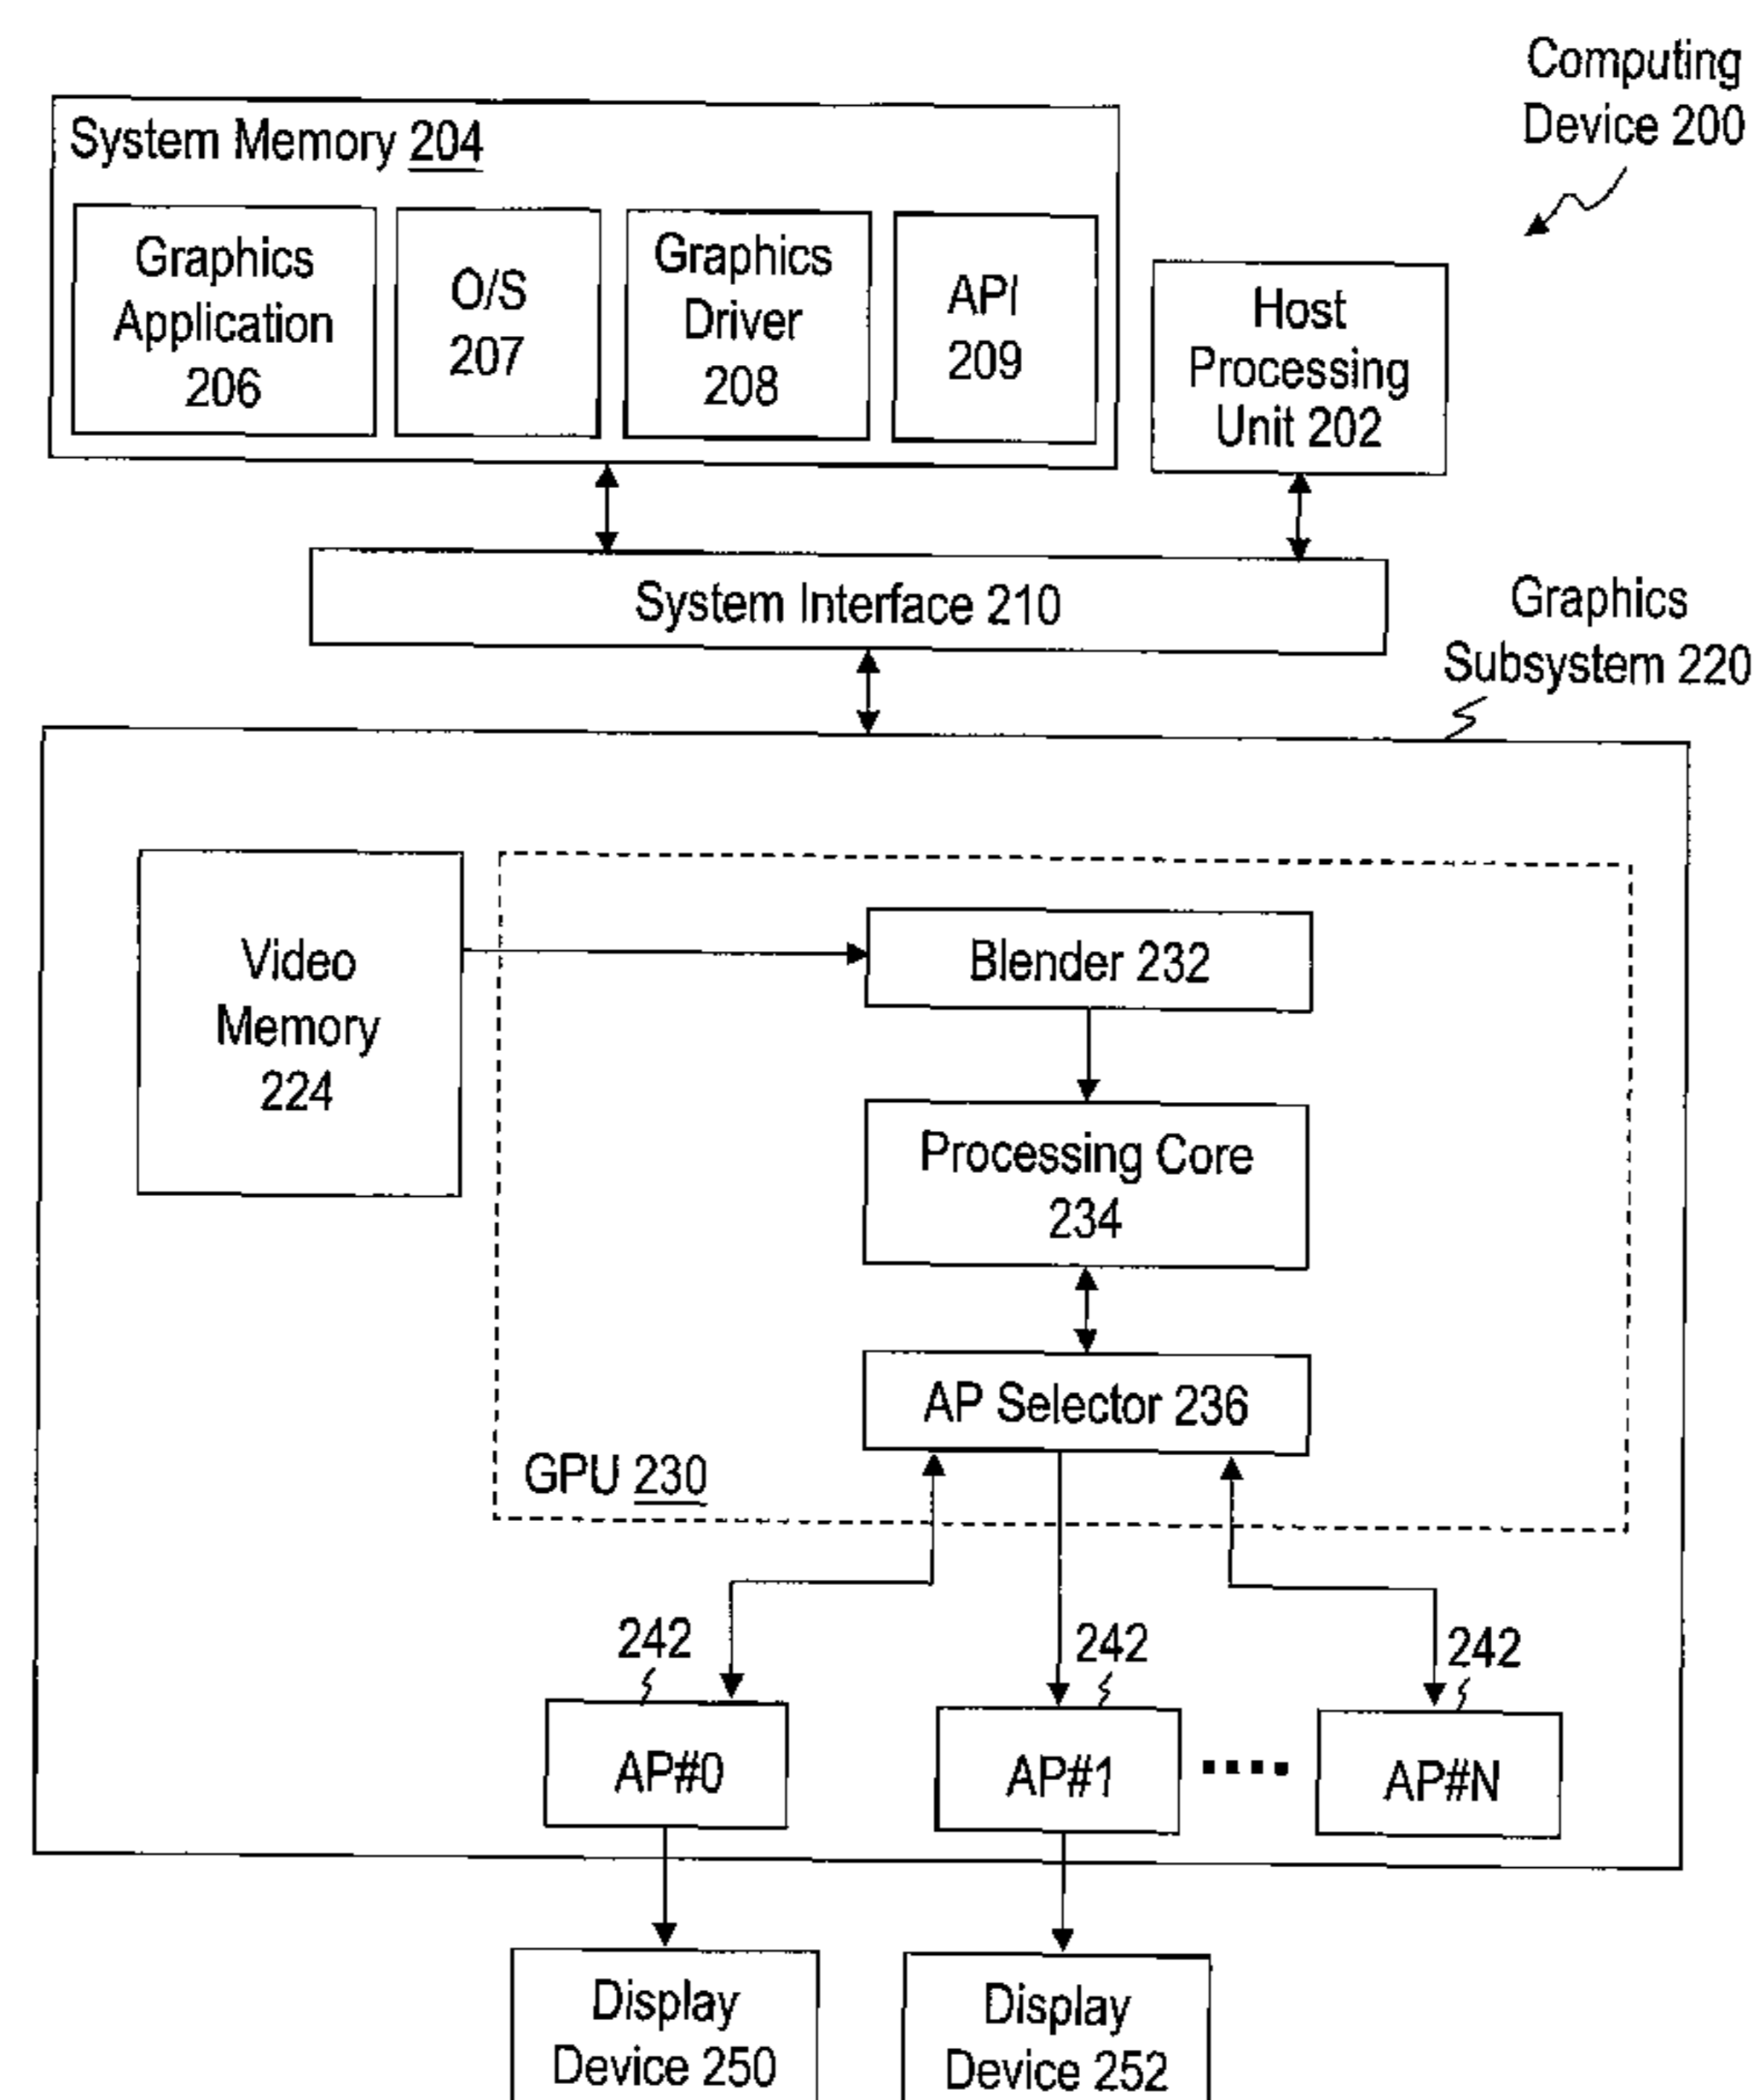 Computing
Device 200
System Memory 204
Graphics
Application
206
O/S
207
Graphics
Driver
208
API
209
Host
Processing
Unit 202
System Interface 210
Graphics
Subsystem 220
Video
Memory
224
Blender 232
Processing Core
234
AP Selector 236
GPU 230
242
242
242
AP#0
AP#1
AP#N
Display
Device 250
Display
Device 252